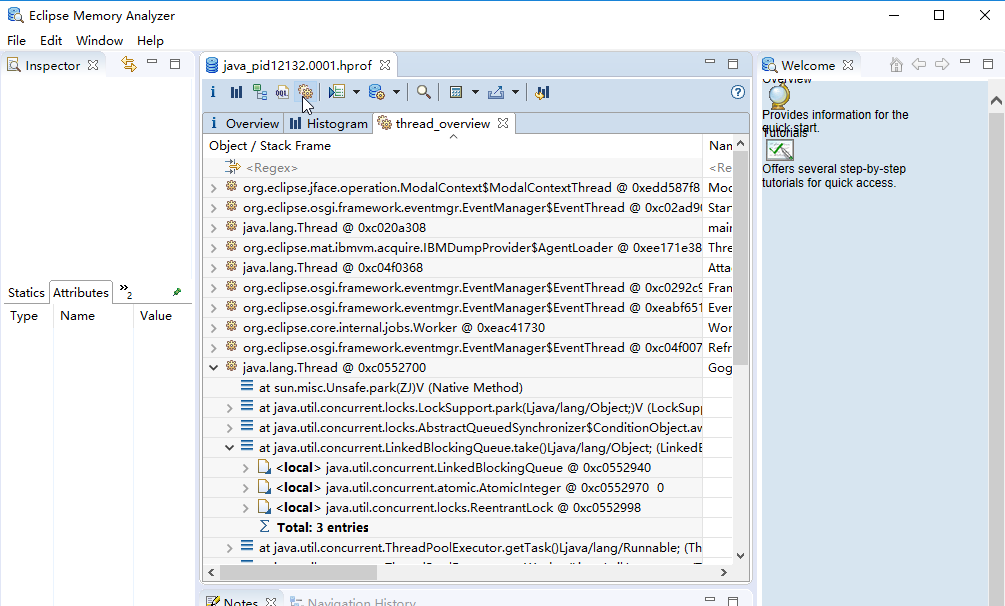 Eclipse Memory Analyzer
File Edit Window Help
Inspector
java_pid12132.0001.hprof
Welcome
i OQL
Overview
Provides information for the
quick start.
Tutorials
Offers several step-by-step
tutorials for quick access.
i Overview Histogram thread_overview
Object / Stack Frame Nam
<Regex> <Re
org.eclipse.jface.operation.ModalContext$ModalContextThread @ 0xedd587f8 Moc
org.eclipse.osgi.framework.eventmgr.EventManager$EventThread @ 0xc02ad90 Star
java.lang.Thread @ 0xc020a308 main
org.eclipse.mat.ibmvm.acquire.IBMDumpProvider$AgentLoader @ 0xee171e38 Thre
java.lang.Thread @ 0xc04f0368 Atta
org.eclipse.osgi.framework.eventmgr.EventManager$EventThread @ 0xc0292c9 Fran
org.eclipse.osgi.framework.eventmgr.EventManager$EventThread @ 0xeabf651 Ever
org.eclipse.core.internal.jobs.Worker @ 0xeac41730 Wor
org.eclipse.osgi.framework.eventmgr.EventManager$EventThread @ 0xc04f007 Refr
java.lang.Thread @ 0xc0552700 Gog
at sun.misc.Unsafe.park(ZJ)V (Native Method)
at java.util.concurrent.locks.LockSupport.park(Ljava/lang/Object;)V (LockSupp
at java.util.concurrent.locks.AbstractQueuedSynchronizer$ConditionObject.aw
at java.util.concurrent.LinkedBlockingQueue.take()Ljava/lang/Object; (LinkedB
<local> java.util.concurrent.LinkedBlockingQueue @ 0xc0552940
<local> java.util.concurrent.atomic.AtomicInteger @ 0xc0552970 0
<local> java.util.concurrent.locks.ReentrantLock @ 0xc0552998
Σ Total: 3 entries
at java.util.concurrent.ThreadPoolExecutor.getTask()Ljava/lang/Runnable; (Th
Statics Attributes »2
Type Name Value
Notes Navigation History